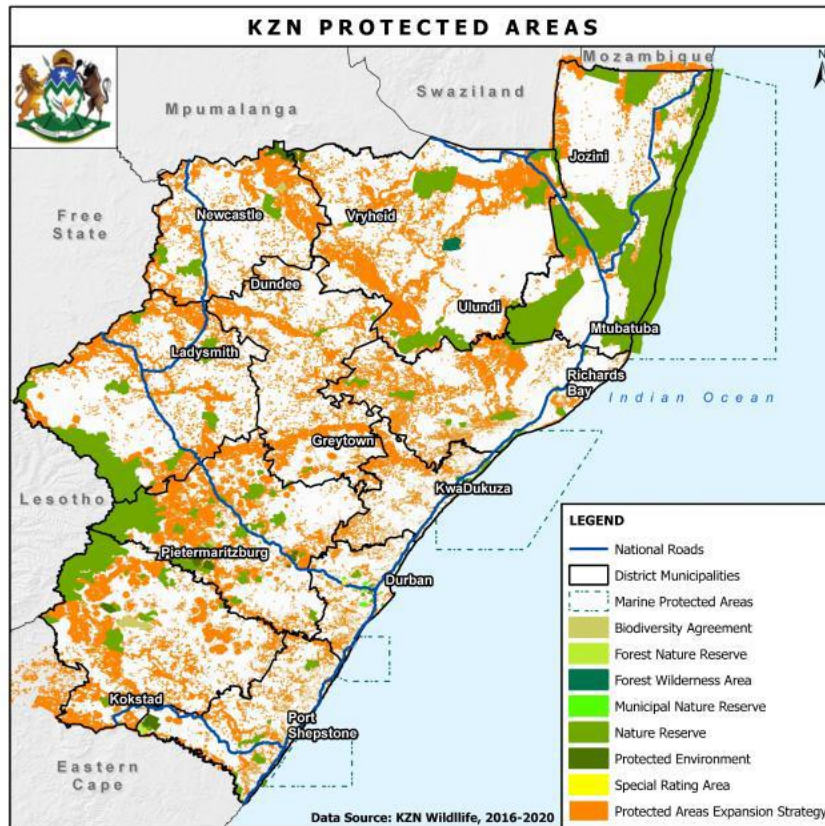 KZN PROTECTED AREAS
Mozambique
N
Swaziland
Mpumalanga
Jozini
Free
State
Newcastle
Vryheid
Dundee
Ulundi
Mtubatuba
Ladysmith
Richards
Bay
Indian Ocean
Greytown
Lesotho
KwaDukuza
Pietermaritzburg
Durban
Kokstad
Port
Shepstone
Eastern
Cape
LEGEND
National Roads
District Municipalities
Marine Protected Areas
Biodiversity Agreement
Forest Nature Reserve
Forest Wilderness Area
Municipal Nature Reserve
Nature Reserve
Protected Environment
Special Rating Area
Protected Areas Expansion Strategy
Data Source: KZN Wildllife, 2016-2020